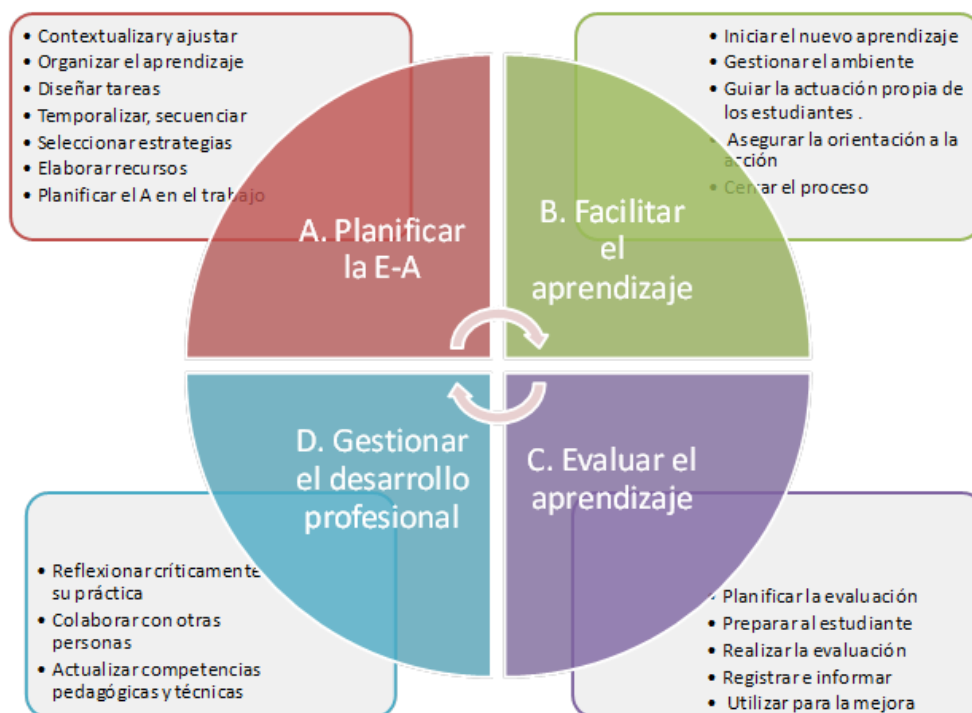 • Contextualizar y ajustar
• Organizar el aprendizaje
• Diseñar tareas
• Temporalizar, secuenciar
• Seleccionar estrategias
• Elaborar recursos
• Planificar el A en el trabajo
• Iniciar el nuevo aprendizaje
• Gestionar el ambiente
• Guiar la actuación propia de
los estudiantes .
• Asegurar la orientación a la
acción
• Cerrar el proceso
A. Planificar
la E-A
B. Facilitar
el
aprendizaje
D. Gestionar
el desarrollo
profesional
C. Evaluar el
aprendizaje
• Reflexionar críticamente
su práctica
• Colaborar con otras
personas
• Actualizar competencias
pedagógicas y técnicas
• Planificar la evaluación
• Preparar al estudiante
• Realizar la evaluación
• Registrar e informar
• Utilizar para la mejora